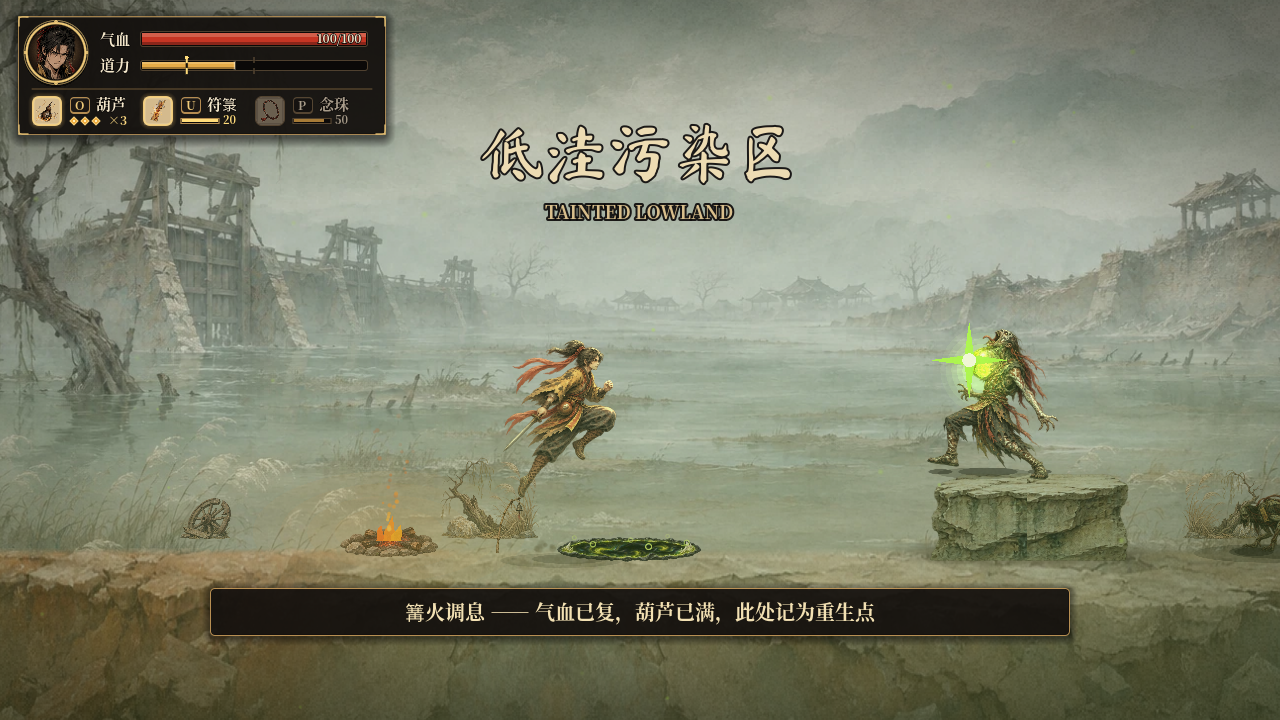 气血 100/100
道力
O 葫芦 ×3 U 符箓 20 P 念珠 50
低洼污染区
TAINTED LOWLAND
篝火调息 —— 气血已复，葫芦已满，此处记为重生点